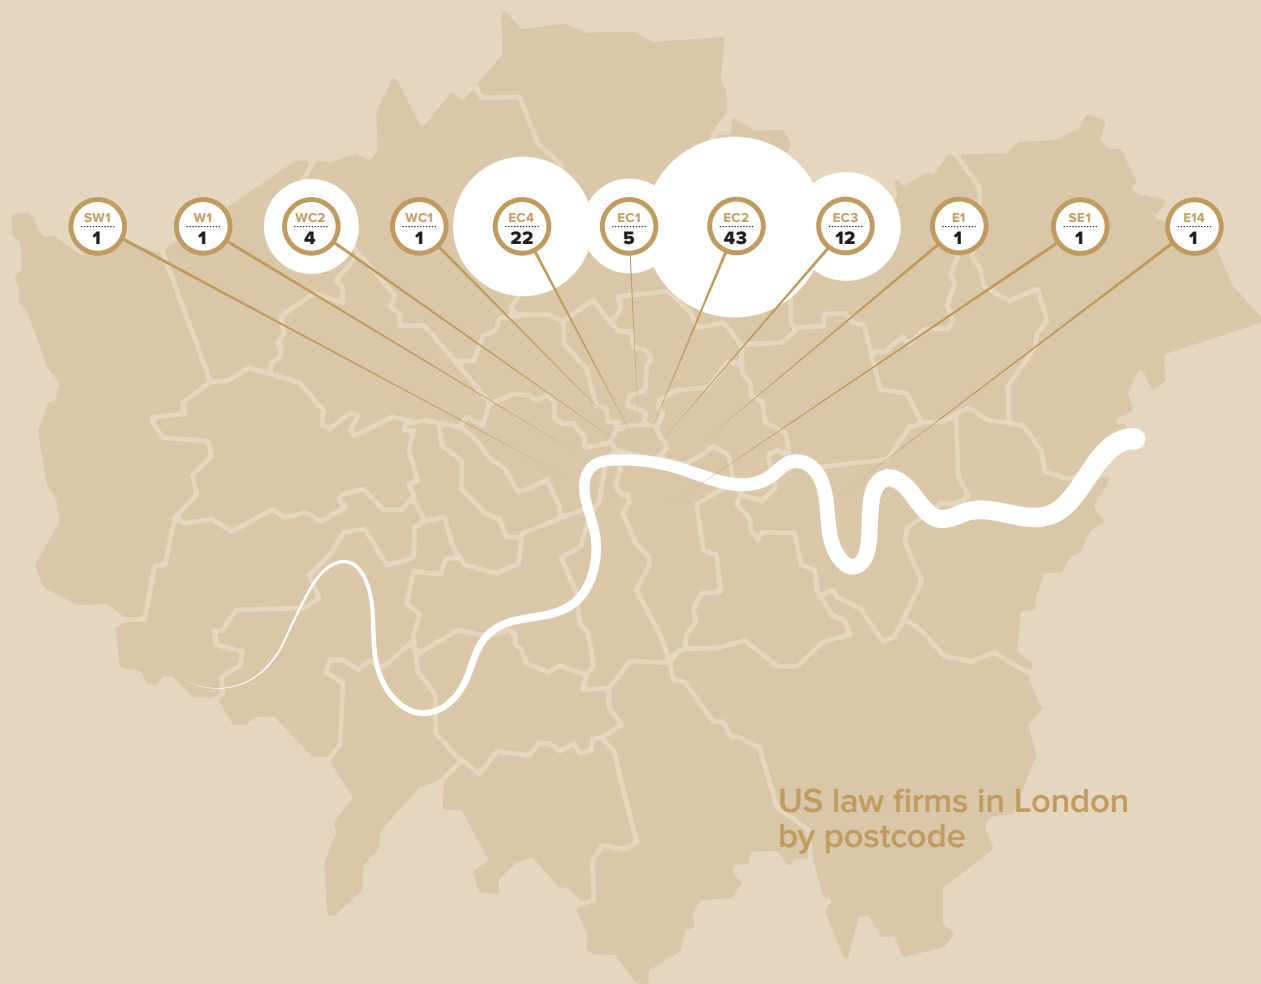 SW1
1
W1
1
WC2
4
WC1
1
EC4
22
EC1
5
EC2
43
EC3
12
E1
1
SE1
1
E14
1
US law firms in London
by postcode